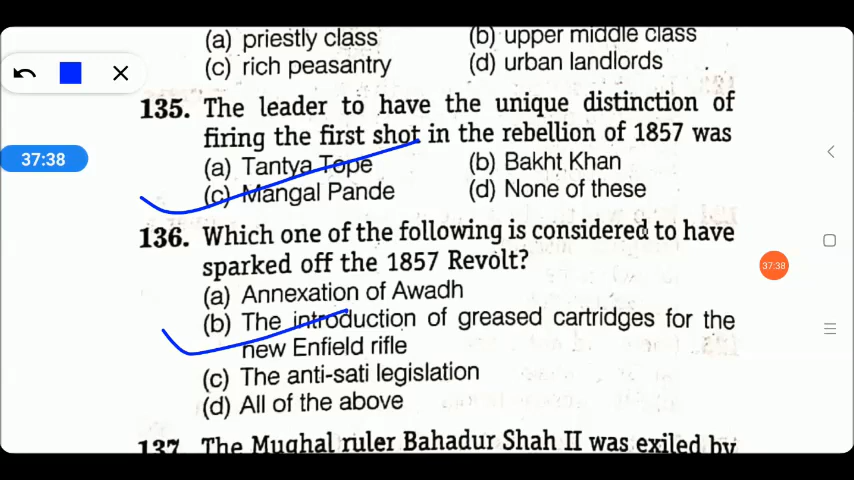 (a) priestly class (b) upper middle class
(c) rich peasantry (d) urban landlords
135. The leader to have the unique distinction of
firing the first shot in the rebellion of 1857 was
(a) Tantya Tope (b) Bakht Khan
37:38
(c) Mangal Pande (d) None of these
136. Which one of the following is considered to have
sparked off the 1857 Revolt?
37:38
(a) Annexation of Awadh
(b) The introduction of greased cartridges for the
new Enfield rifle
(c) The anti-sati legislation
(d) All of the above
137. The Mughal ruler Bahadur Shah II was exiled by